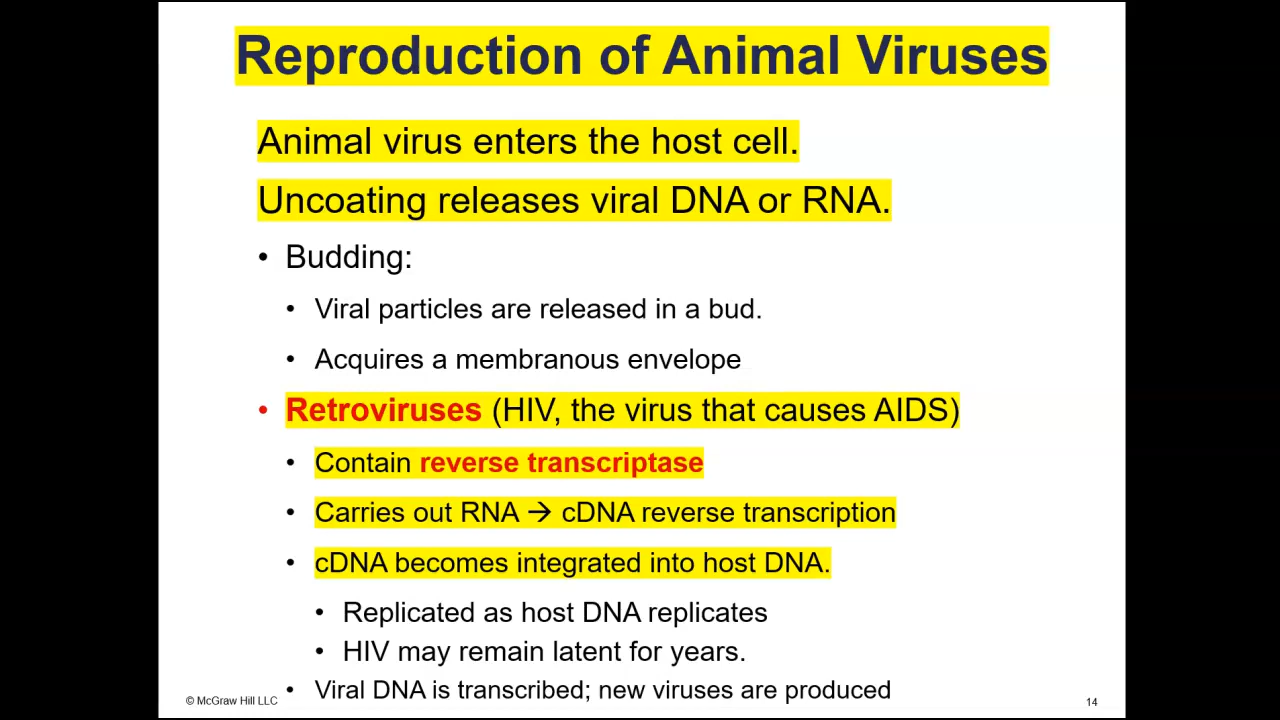 Reproduction of Animal Viruses
Animal virus enters the host cell.
Uncoating releases viral DNA or RNA.
• Budding:
• Viral particles are released in a bud.
• Acquires a membranous envelope
• Retroviruses (HIV, the virus that causes AIDS)
• Contain reverse transcriptase
• Carries out RNA → cDNA reverse transcription
• cDNA becomes integrated into host DNA.
• Replicated as host DNA replicates
• HIV may remain latent for years.
• Viral DNA is transcribed; new viruses are produced
© McGraw Hill LLC
14